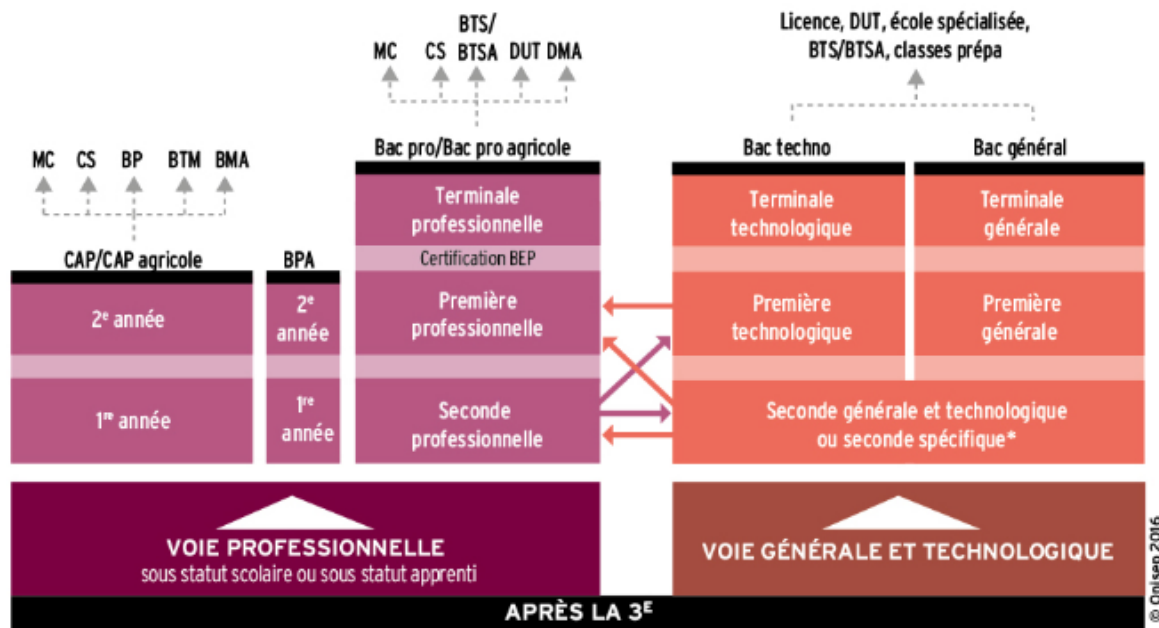 BTS/
MC CS BTSA DUT DMA
Licence, DUT, école spécialisée,
BTS/BTSA, classes prépa
MC CS BP BTM BMA
Bac pro/Bac pro agricole
Bac techno
Bac général
Terminale
professionnelle
Terminale
technologique
Terminale
générale
Certification BEP
CAP/CAP agricole
BPA
2e année
2e
année
Première
professionnelle
Première
technologique
Première
générale
1re année
1re
année
Seconde
professionnelle
Seconde générale et technologique
ou seconde spécifique*
VOIE PROFESSIONNELLE
sous statut scolaire ou sous statut apprenti
VOIE GÉNÉRALE ET TECHNOLOGIQUE
APRÈS LA 3E
© Onisep 2016